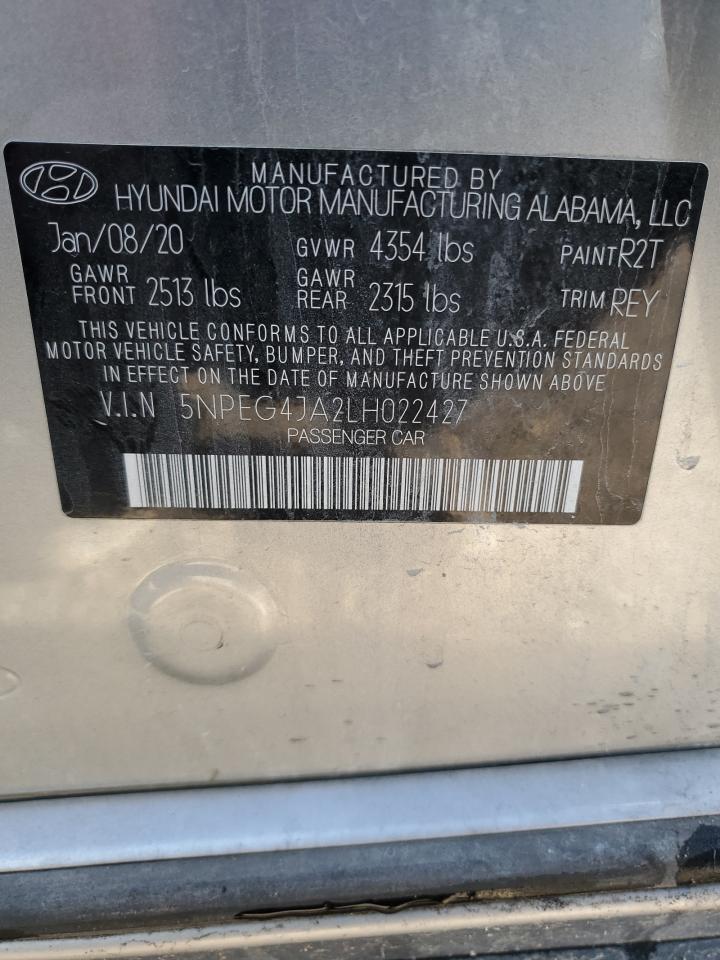 MANUFACTURED BY
HYUNDAI MOTOR MANUFACTURING ALABAMA, LLC
Jan/08/20 GVWR 4354 lbs PAINT R2T
GAWR FRONT 2513 lbs GAWR REAR 2315 lbs TRIM REY
THIS VEHICLE CONFORMS TO ALL APPLICABLE U.S.A. FEDERAL
MOTOR VEHICLE SAFETY, BUMPER, AND THEFT PREVENTION STANDARDS
IN EFFECT ON THE DATE OF MANUFACTURE SHOWN ABOVE
V.I.N 5NPEG4JA2LH022427
PASSENGER CAR